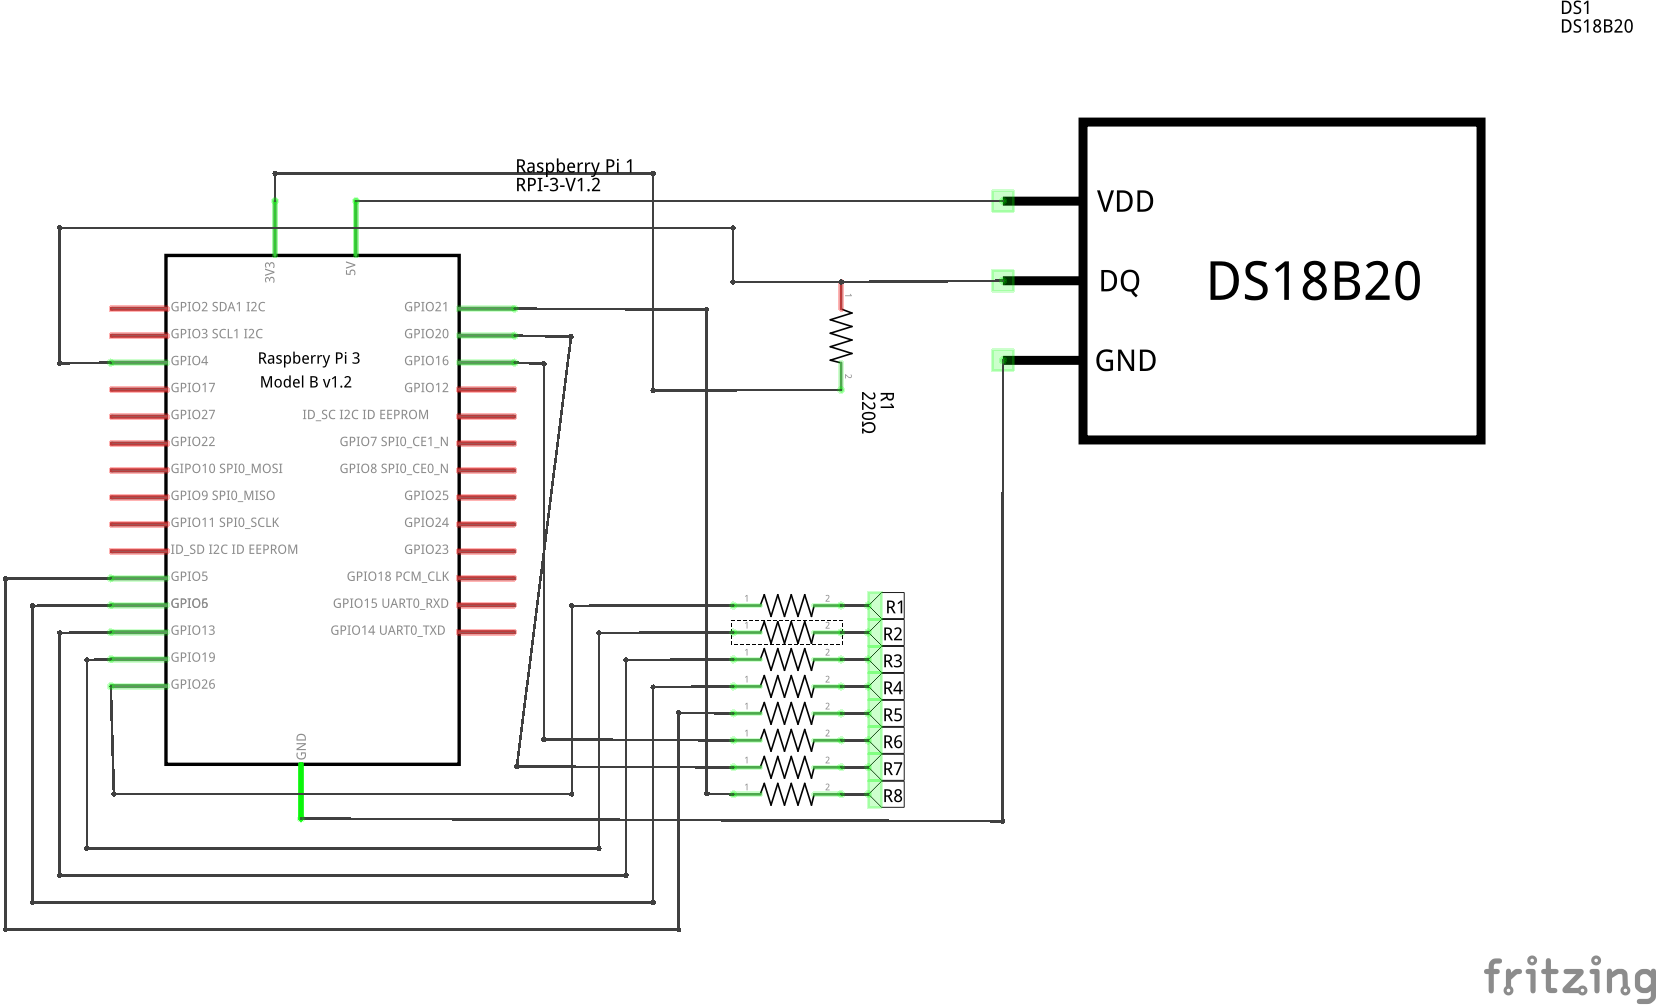 DS1
DS18B20
Raspberry Pi 1
RPI-3-V1.2
VDD
DQ
GND
DS18B20
3V3
5V
GPIO2 SDA1 I2C
GPIO3 SCL1 I2C
GPIO4
GPIO17
GPIO27
GPIO22
GIPO10 SPI0_MOSI
GPIO9 SPI0_MISO
GPIO11 SPI0_SCLK
ID_SD I2C ID EEPROM
GPIO5
GPIO6
GPIO13
GPIO19
GPIO26
Raspberry Pi 3
Model B v1.2
GPIO21
GPIO20
GPIO16
GPIO12
ID_SC I2C ID EEPROM
GPIO7 SPI0_CE1_N
GPIO8 SPI0_CE0_N
GPIO25
GPIO24
GPIO23
GPIO18 PCM_CLK
GPIO15 UART0_RXD
GPIO14 UART0_TXD
GND
1
2
R1
220Ω
1 2 R1
1 2 R2
1 2 R3
1 2 R4
1 2 R5
1 2 R6
1 2 R7
1 2 R8
fritzing